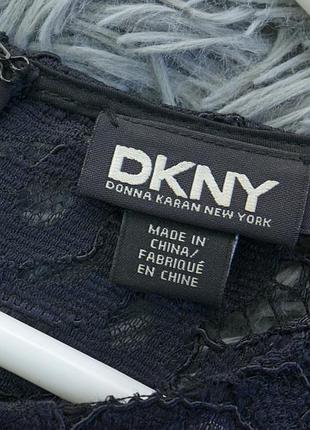 DKNY
DONNA KARAN NEW YORK
MADE IN
CHINA/
FABRIQUÉ
EN CHINE